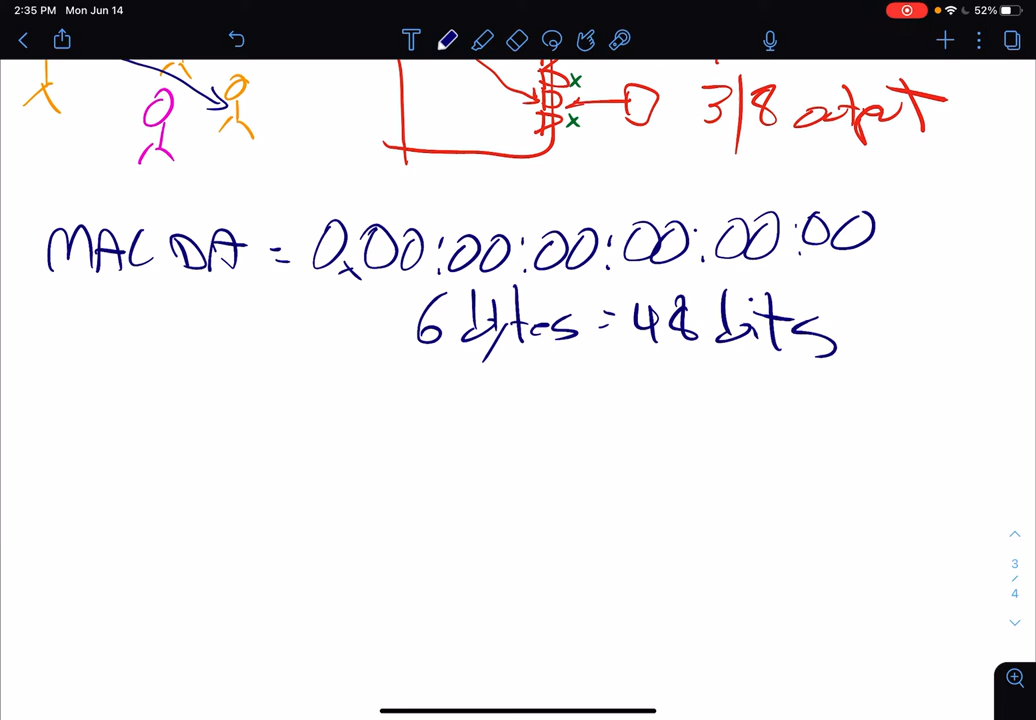 2:35 PM Mon Jun 14
52%
T
x
x
3/8 output
MAC DA = 0x00:00:00:00:00:00
6 bytes = 48 bits
3
/
4